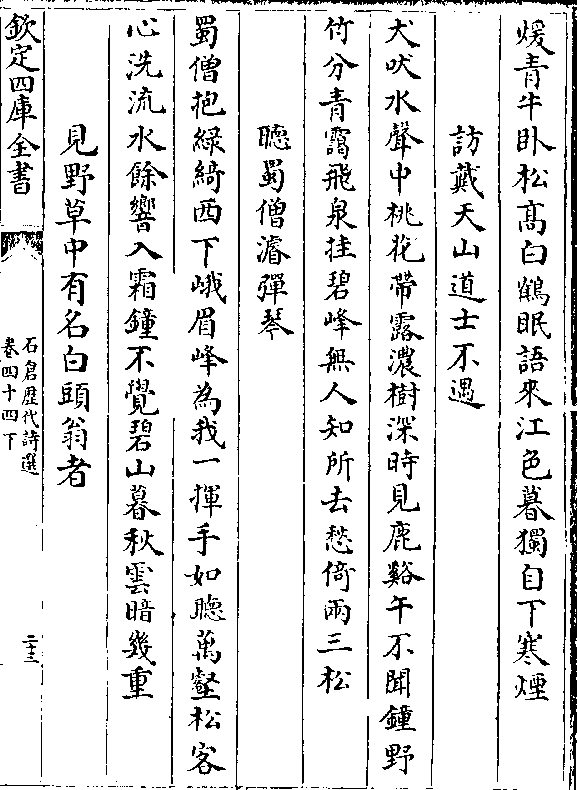 煖青牛卧松髙白鶴眠語來江色暮獨自下寒煙
訪戴天山道士不遇
犬吠水聲中桃花帶露濃樹深時見鹿谿午不聞鐘野
竹分青靄飛泉挂碧峰無人知所去愁倚兩三松
聴蜀僧濬彈琴
蜀僧抱緑綺西下峨眉峰為我一揮手如聴萬壑松客
心洗流水餘響入霜鐘不覺碧山暮秋雲暗幾重
見野草中有名白頭翁者
欽定四庫全書
石倉歴代詩選
卷四十四下
二十三